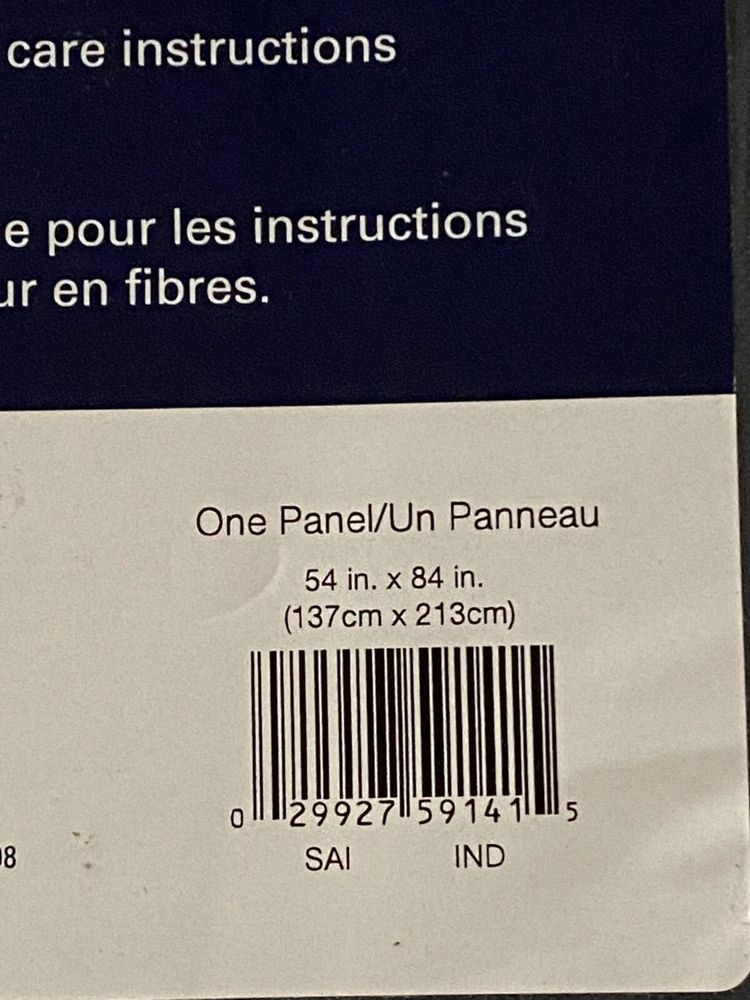 care instructions
e pour les instructions
ur en fibres.
One Panel/Un Panneau
54 in. x 84 in.
(137cm x 213cm)
0 29927 59141 5
SAI IND
98